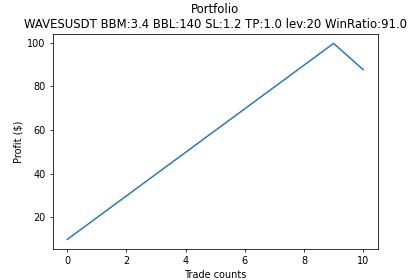 Portfolio
WAVESUSDT BBM:3.4 BBL:140 SL:1.2 TP:1.0 lev:20 WinRatio:91.0
100
80
60
40
20
Profit ($)
0 2 4 6 8 10
Trade counts